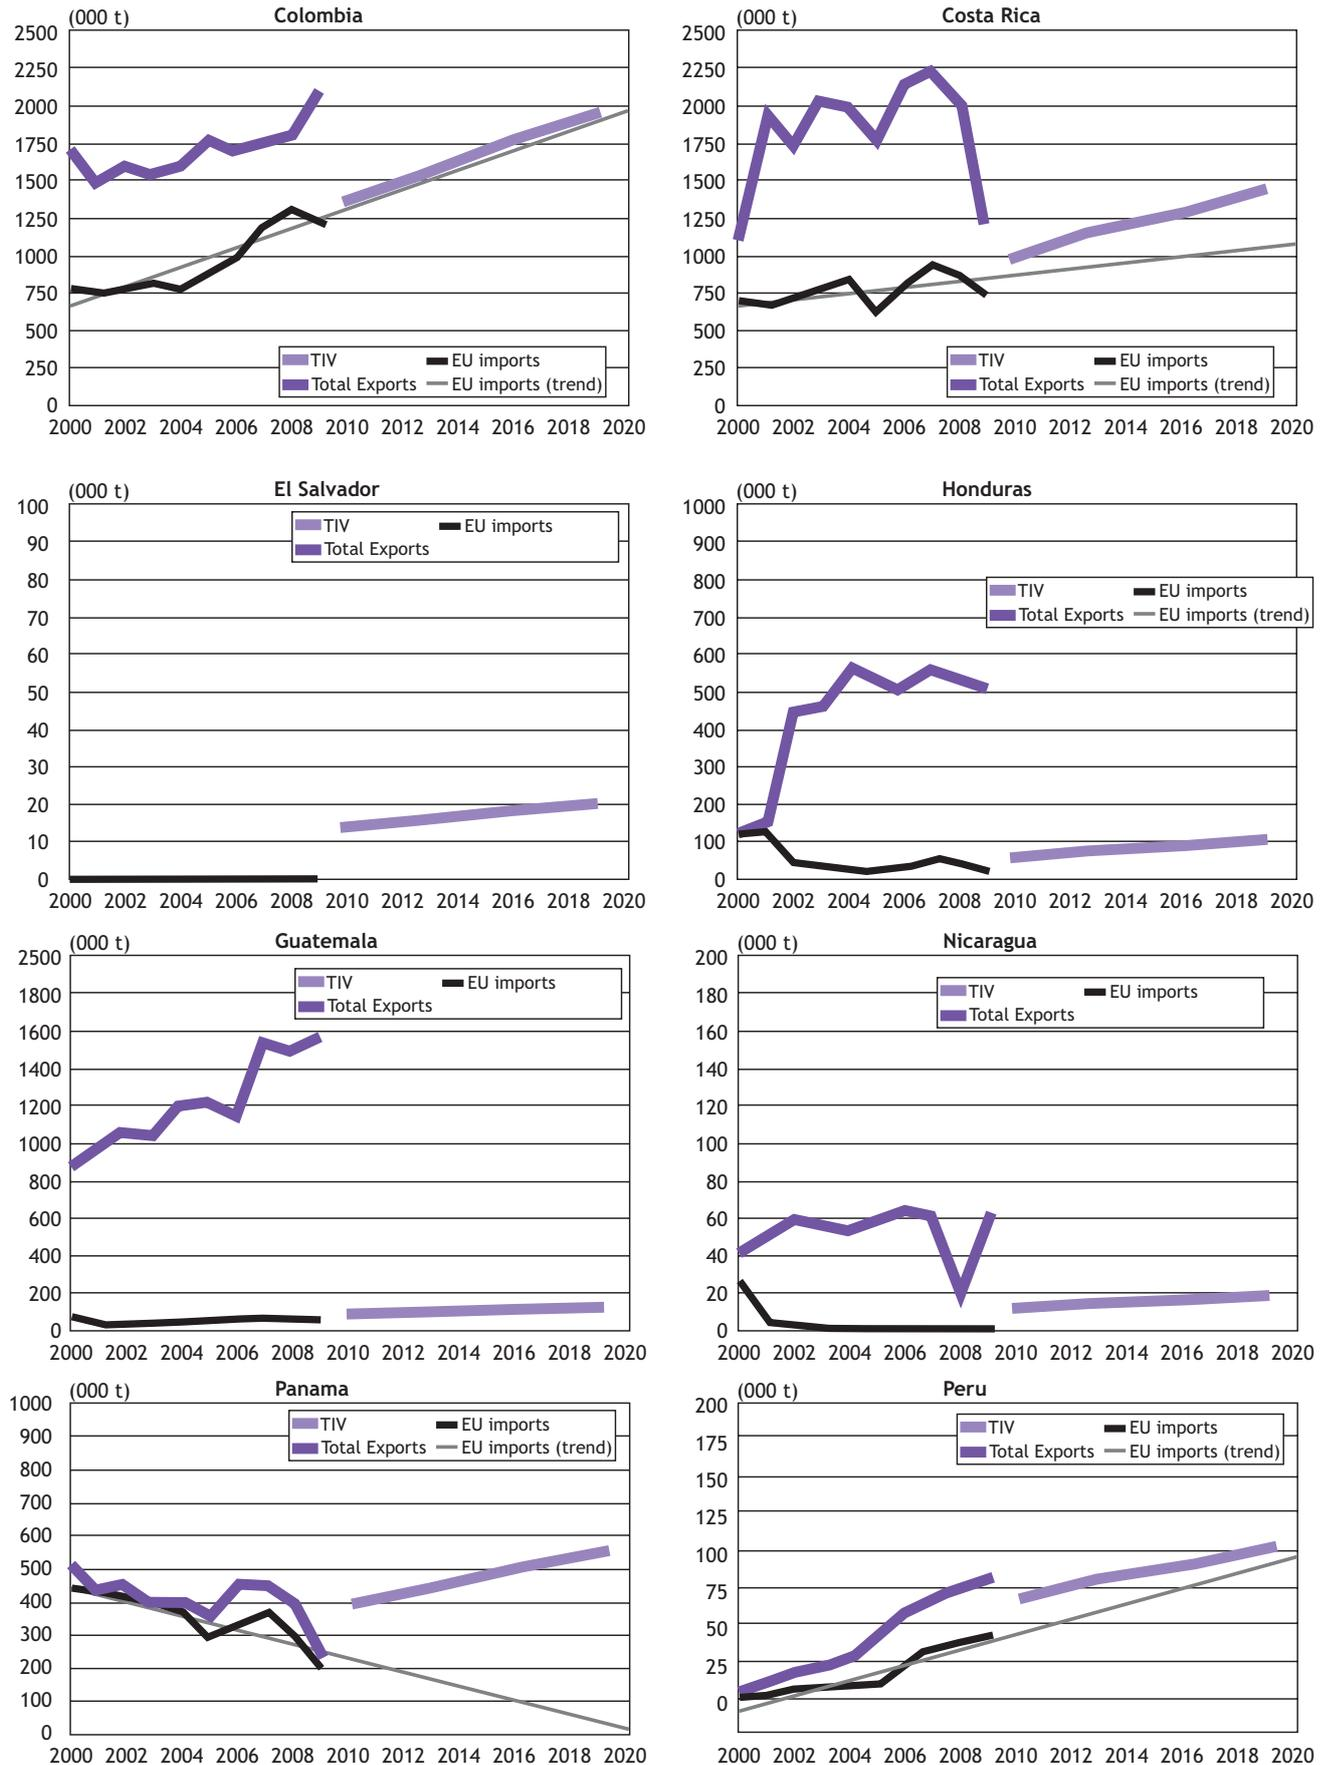 Colombia
(000 t)
2500
2250
2000
1750
1500
1250
1000
750
500
250
0
TIV EU imports
Total Exports EU imports (trend)
2000 2002 2004 2006 2008 2010 2012 2014 2016 2018 2020
Costa Rica
(000 t)
2500
2250
2000
1750
1500
1250
1000
750
500
250
0
TIV EU imports
Total Exports EU imports (trend)
2000 2002 2004 2006 2008 2010 2012 2014 2016 2018 2020
El Salvador
(000 t)
100
90
80
70
60
50
40
30
20
10
0
TIV EU imports
Total Exports
2000 2002 2004 2006 2008 2010 2012 2014 2016 2018 2020
Honduras
(000 t)
1000
900
800
700
600
500
400
300
200
100
0
TIV EU imports
Total Exports EU imports (trend)
2000 2002 2004 2006 2008 2010 2012 2014 2016 2018 2020
Guatemala
(000 t)
2500
1800
1600
1400
1200
1000
800
600
400
200
0
TIV EU imports
Total Exports
2000 2002 2004 2006 2008 2010 2012 2014 2016 2018 2020
Nicaragua
(000 t)
200
180
160
140
120
100
80
60
40
20
0
TIV EU imports
Total Exports
2000 2002 2004 2006 2008 2010 2012 2014 2016 2018 2020
Panama
(000 t)
1000
900
800
700
600
500
400
300
200
100
0
TIV EU imports
Total Exports EU imports (trend)
2000 2002 2004 2006 2008 2010 2012 2014 2016 2018 2020
Peru
(000 t)
200
175
150
125
100
75
50
25
0
TIV EU imports
Total Exports EU imports (trend)
2000 2002 2004 2006 2008 2010 2012 2014 2016 2018 2020